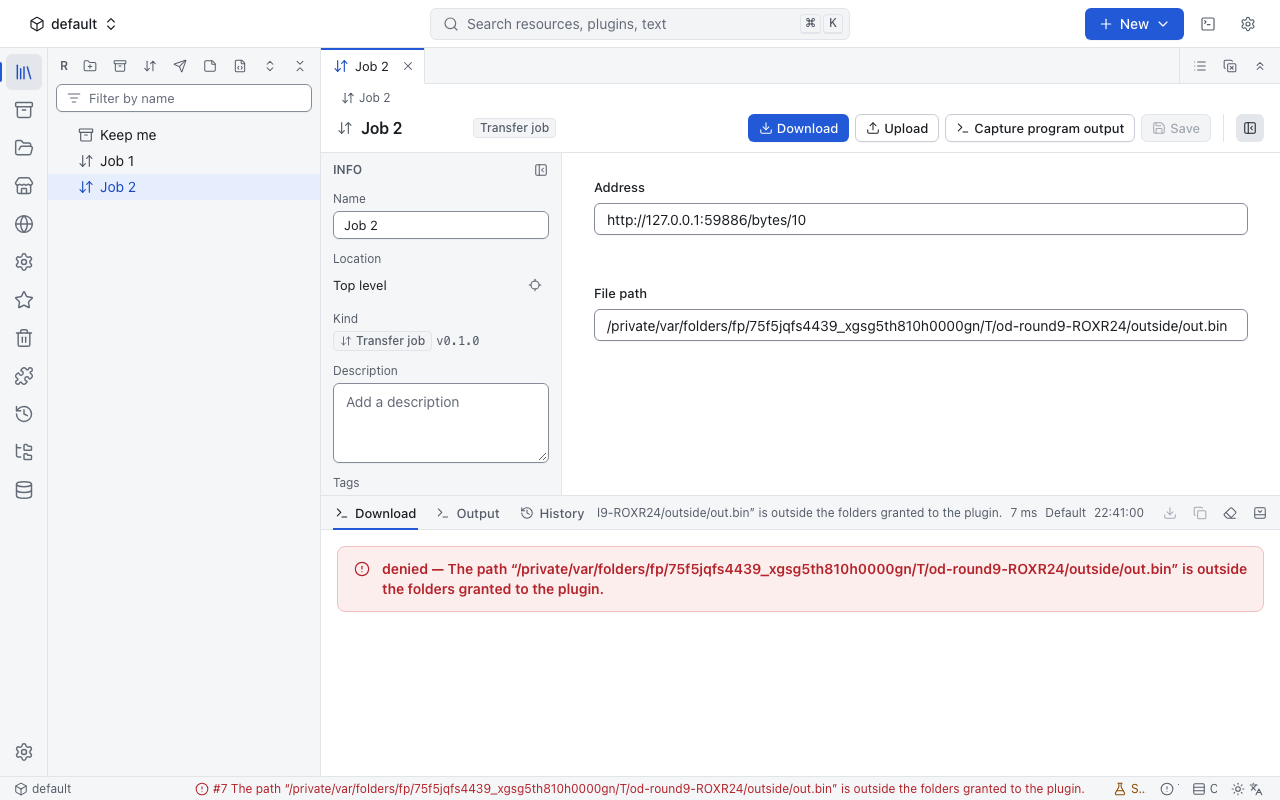 default
Search resources, plugins, text
⌘ K
New
R
Filter by name
Keep me
Job 1
Job 2
Job 2
Job 2
Job 2
Transfer job
Download
Upload
Capture program output
Save
INFO
Name
Job 2
Location
Top level
Kind
Transfer job v0.1.0
Description
Add a description
Tags
Address
http://127.0.0.1:59886/bytes/10
File path
/private/var/folders/fp/75f5jqfs4439_xgsg5th810h0000gn/T/od-round9-ROXR24/outside/out.bin
Download
Output
History
-ROXR24/outside/out.bin” is outside the folders granted to the plugin.
7 ms
Default
22:41:00
denied — The path “/private/var/folders/fp/75f5jqfs4439_xgsg5th810h0000gn/T/od-round9-ROXR24/outside/out.bin” is outside
the folders granted to the plugin.
default
#7 The path “/private/var/folders/fp/75f5jqfs4439_xgsg5th810h0000gn/T/od-round9-ROXR24/outside/out.bin” is outside the folders granted to the plugin.
S..
C